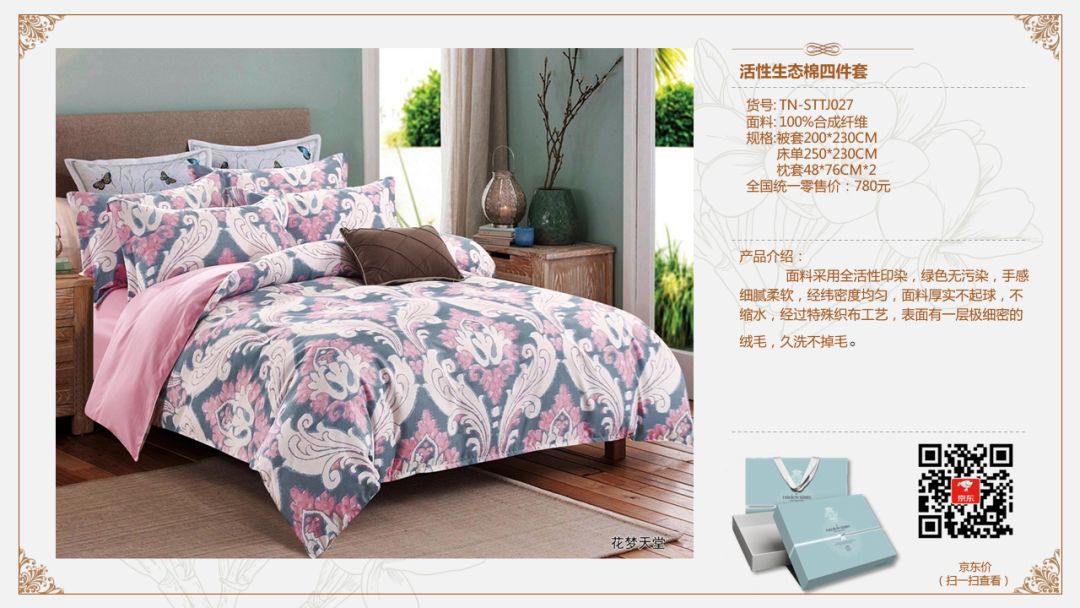 活性生态棉四件套
货号: TN-STTJ027
面料: 100%合成纤维
规格:被套200*230CM
床单250*230CM
枕套48*76CM*2
全国统一零售价：780元
产品介绍：
面料采用全活性印染，绿色无污染，手感
细腻柔软，经纬密度均匀，面料厚实不起球，不
缩水，经过特殊织布工艺，表面有一层极细密的
绒毛，久洗不掉毛。
花梦天堂
京东
京东价
（扫一扫查看）